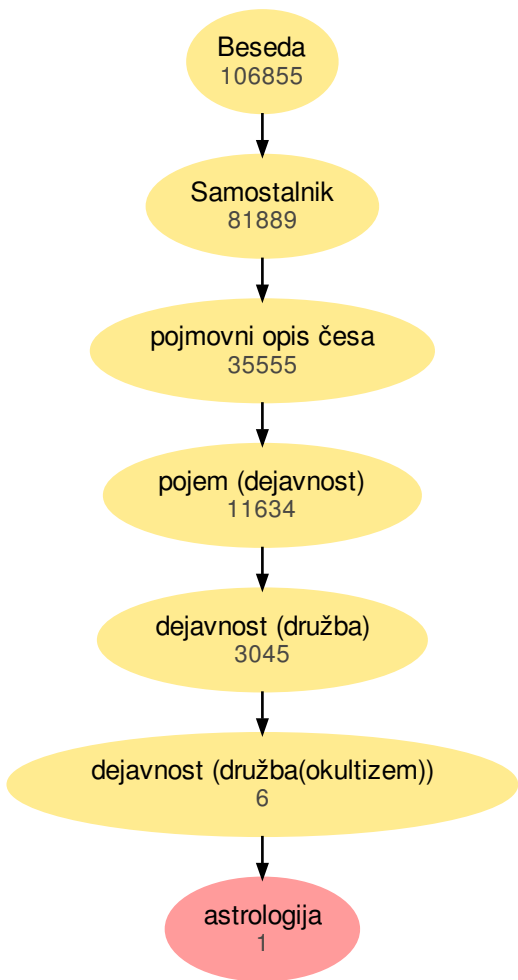 Beseda
106855
Samostalnik
81889
pojmovni opis česa
35555
pojem (dejavnost)
11634
dejavnost (družba)
3045
dejavnost (družba(okultizem))
6
astrologija
1